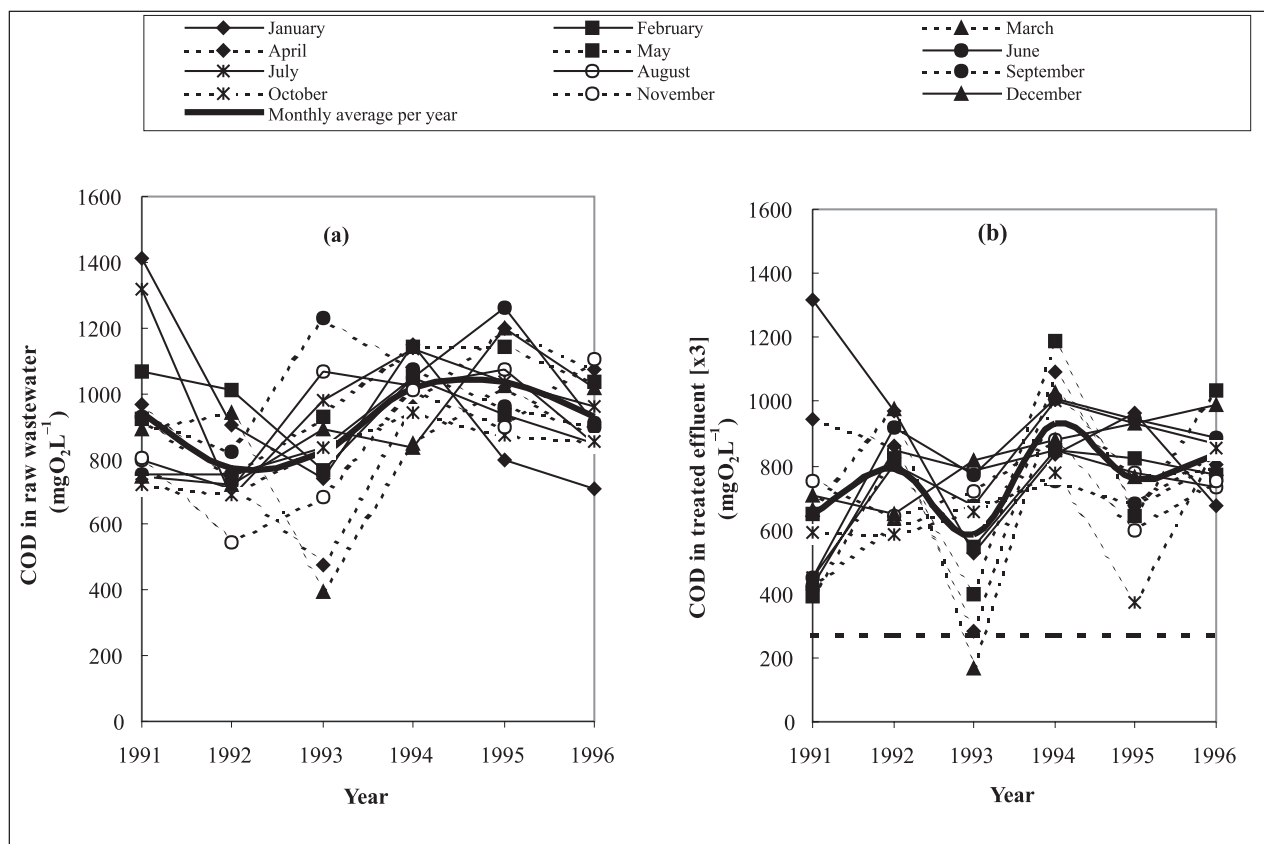 January February March
April May June
July August September
October November December
Monthly average per year
(a)
1600
1400
1200
1000
800
600
400
200
0
COD in raw wastewater
(mgO₂L⁻¹)
1991 1992 1993 1994 1995 1996
Year
(b)
1600
1400
1200
1000
800
600
400
200
0
COD in treated effluent [x3]
(mgO₂L⁻¹)
1991 1992 1993 1994 1995 1996
Year